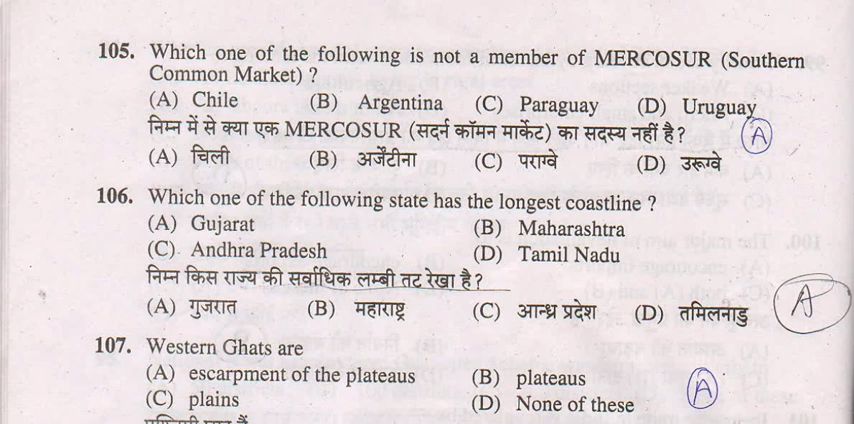 105. Which one of the following is not a member of MERCOSUR (Southern
Common Market) ?
(A) Chile (B) Argentina (C) Paraguay (D) Uruguay
निम्न में से क्या एक MERCOSUR (सदर्न कॉमन मार्केट) का सदस्य नहीं है? A
(A) चिली (B) अर्जेंटीना (C) पराग्वे (D) उरूग्वे
106. Which one of the following state has the longest coastline ?
(A) Gujarat (B) Maharashtra
(C) Andhra Pradesh (D) Tamil Nadu
निम्न किस राज्य की सर्वाधिक लम्बी तट रेखा है?
(A) गुजरात (B) महाराष्ट्र (C) आन्ध्र प्रदेश (D) तमिलनाडु A
107. Western Ghats are
(A) escarpment of the plateaus (B) plateaus A
(C) plains (D) None of these